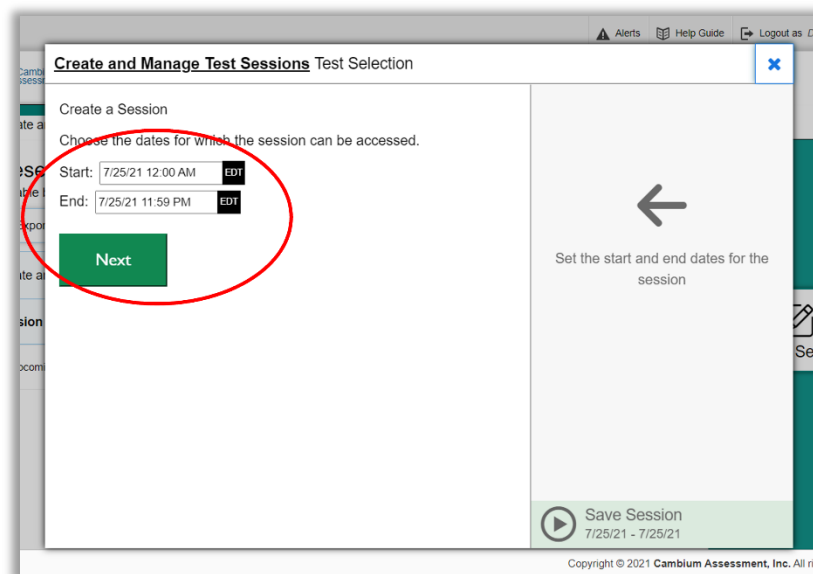 Alerts Help Guide Logout as
Create and Manage Test Sessions Test Selection
Create a Session
Choose the dates for which the session can be accessed.
Start: 7/25/21 12:00 AM EDT
End: 7/25/21 11:59 PM EDT
Next
Set the start and end dates for the
session
Save Session
7/25/21 - 7/25/21
Copyright © 2021 Cambium Assessment, Inc. All